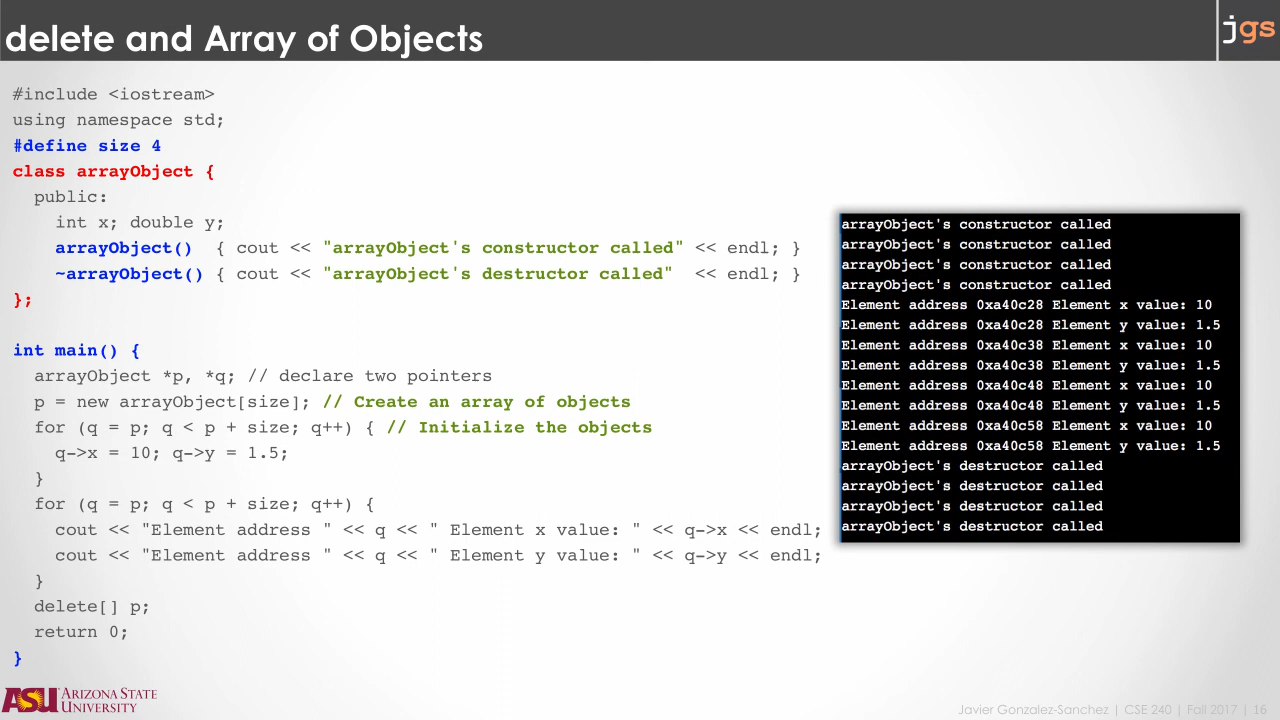 delete and Array of Objects
jgs
#include <iostream>
using namespace std;
#define size 4
class arrayObject {
  public:
    int x; double y;
    arrayObject()  { cout << "arrayObject's constructor called" << endl; }
    ~arrayObject() { cout << "arrayObject's destructor called"  << endl; }
};
int main() {
  arrayObject *p, *q; // declare two pointers
  p = new arrayObject[size]; // Create an array of objects
  for (q = p; q < p + size; q++) { // Initialize the objects
    q->x = 10; q->y = 1.5;
  }
  for (q = p; q < p + size; q++) {
    cout << "Element address " << q << " Element x value: " << q->x << endl;
    cout << "Element address " << q << " Element y value: " << q->y << endl;
  }
  delete[] p;
  return 0;
}
arrayObject's constructor called
arrayObject's constructor called
arrayObject's constructor called
arrayObject's constructor called
Element address 0xa40c28 Element x value: 10
Element address 0xa40c28 Element y value: 1.5
Element address 0xa40c38 Element x value: 10
Element address 0xa40c38 Element y value: 1.5
Element address 0xa40c48 Element x value: 10
Element address 0xa40c48 Element y value: 1.5
Element address 0xa40c58 Element x value: 10
Element address 0xa40c58 Element y value: 1.5
arrayObject's destructor called
arrayObject's destructor called
arrayObject's destructor called
arrayObject's destructor called
ASU ARIZONA STATE
UNIVERSITY
Javier Gonzalez-Sanchez | CSE 240 | Fall 2017 | 16